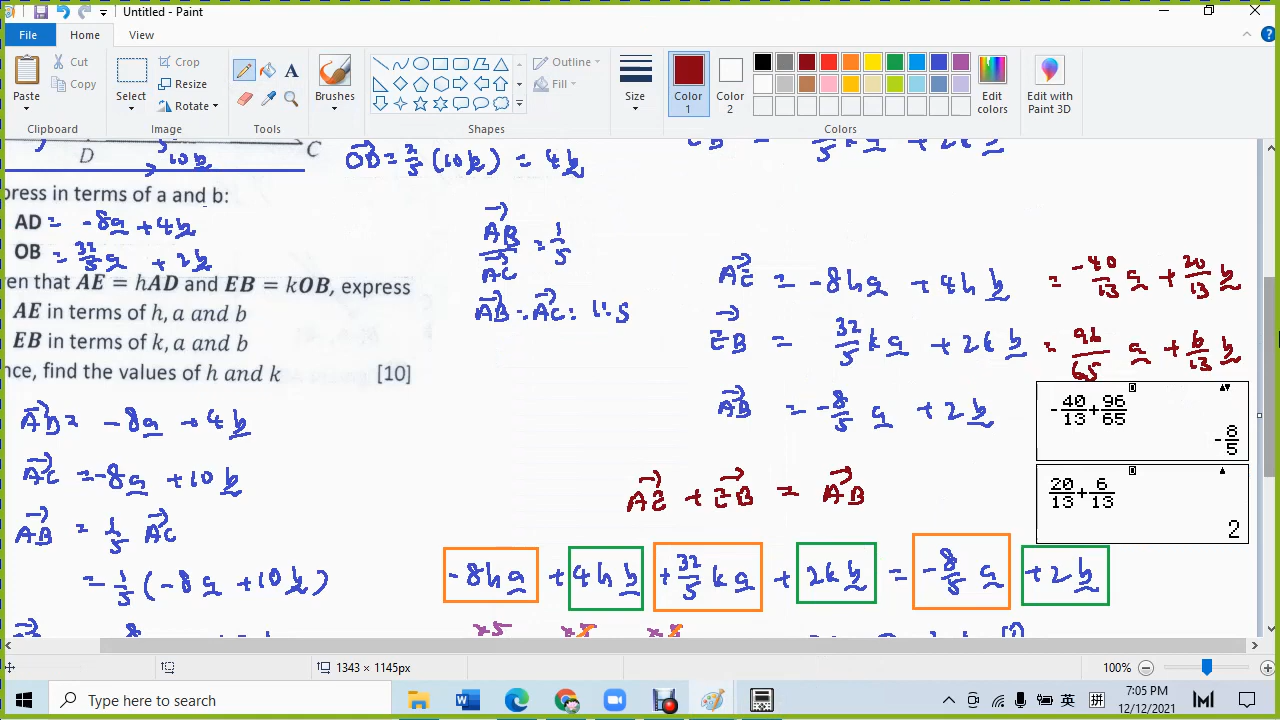 Untitled - Paint
File Home View
Paste Cut Copy Clipboard
Select Crop Resize Rotate Image
Tools
Brushes
Outline Fill Shapes
Size
Color 1 Color 2 Edit colors Colors
Edit with Paint 3D
D C
10b
OB = 2/5 (10b) = 4b
press in terms of a and b:
AD = -8a + 4b
OB = 32/5 a + 2b
en that AE = hAD and EB = kOB, express
AE in terms of h, a and b
EB in terms of k, a and b
nce, find the values of h and k [10]
AD = -8a + 4b
AC = -8a + 10b
AB = 1/5 AC
= 1/5 (-8a + 10b)
AB/AC = 1/5
AB : AC = 1:5
AE = -8ha + 4hb = -40/13 a + 20/13 b
EB = 32/5 ka + 2kb = 96/65 a + 6/13 b
AB = -8/5 a + 2b
-40/13+96/65
-8/5
20/13+6/13
2
AE + EB = AB
-8ha + 4hb + 32/5 ka + 2kb = -8/5 a + 2b
x5
100%
1343 × 1145px
Type here to search
英 拼
7:05 PM
12/12/2021